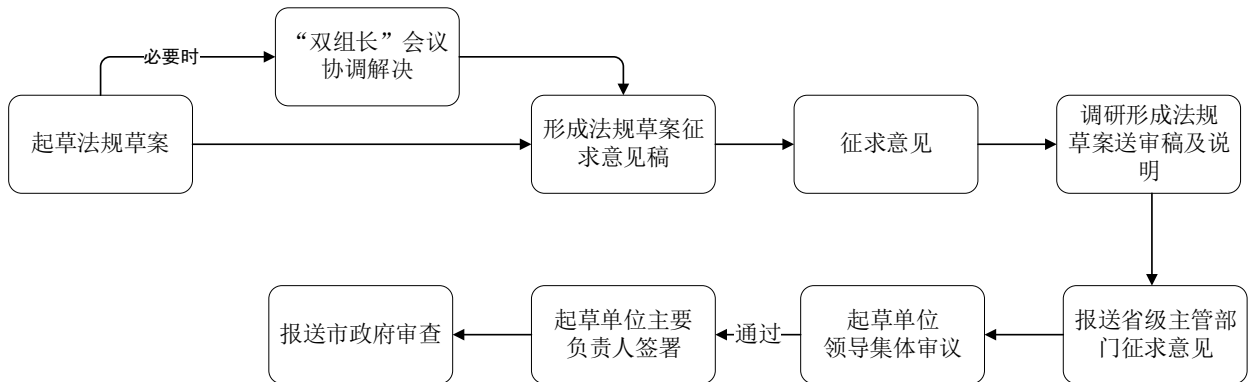 必要时
“双组长”会议
协调解决
起草法规草案
形成法规草案征
求意见稿
征求意见
调研形成法规
草案送审稿及说
明
报送省级主管部
门征求意见
起草单位
领导集体审议
通过
起草单位主要
负责人签署
报送市政府审查